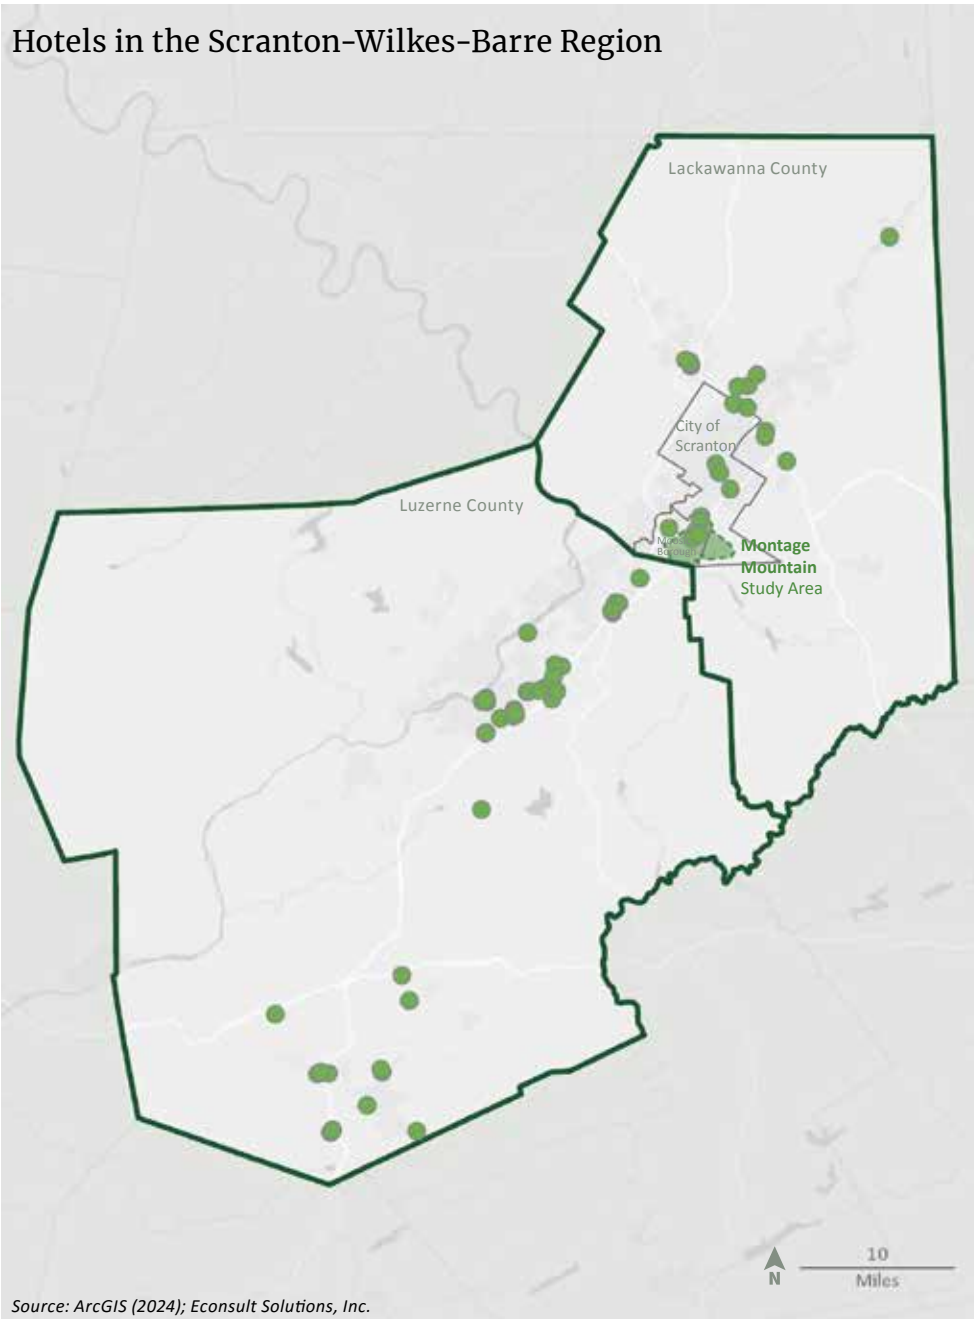 Hotels in the Scranton-Wilkes-Barre Region
Lackawanna County
City of
Scranton
Luzerne County
Borough
Montage
Mountain
Study Area
10
Miles
N
Source: ArcGIS (2024); Econsult Solutions, Inc.